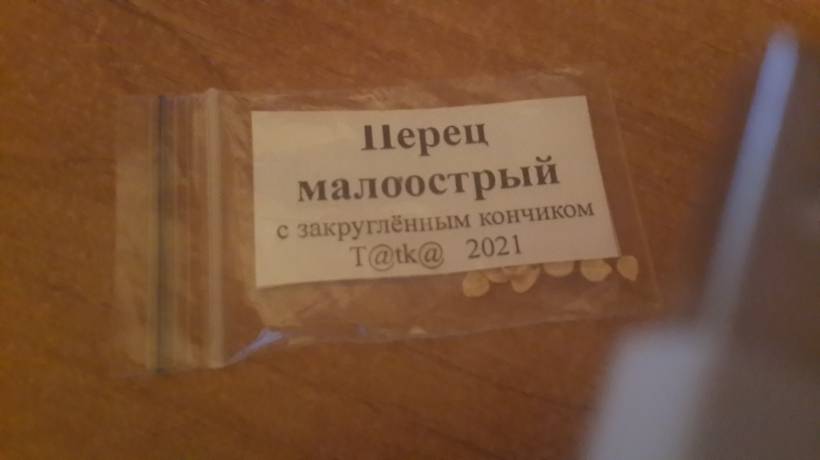 Перец
малоострый
с закруглённым кончиком
T@tk@ 2021